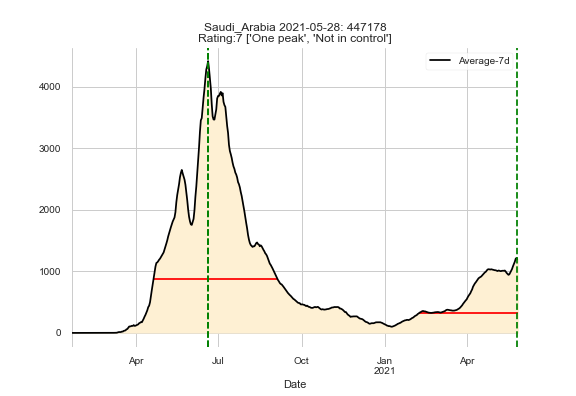 Saudi_Arabia 2021-05-28: 447178
Rating:7 ['One peak', 'Not in control']
Average-7d
4000
3000
2000
1000
0
Apr
Jul
Oct
Jan
2021
Apr
Date